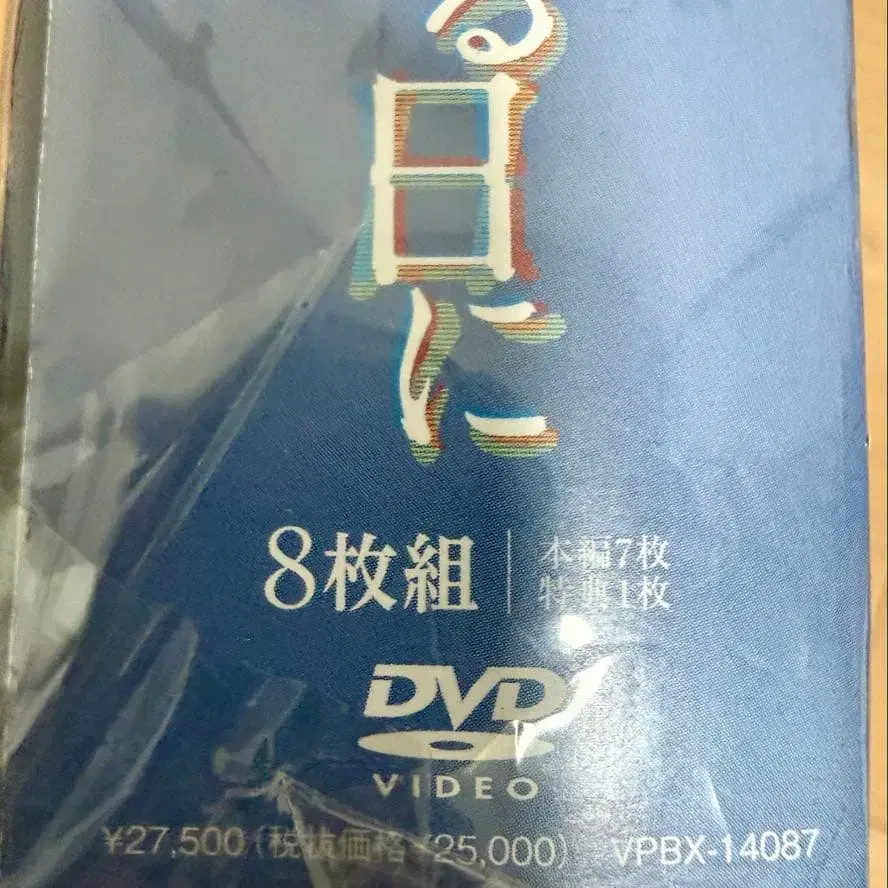 る日に
8枚組
本編7枚
特典1枚
DVD
VIDEO
¥27,500(税抜価格 ¥25,000) VPBX-14087